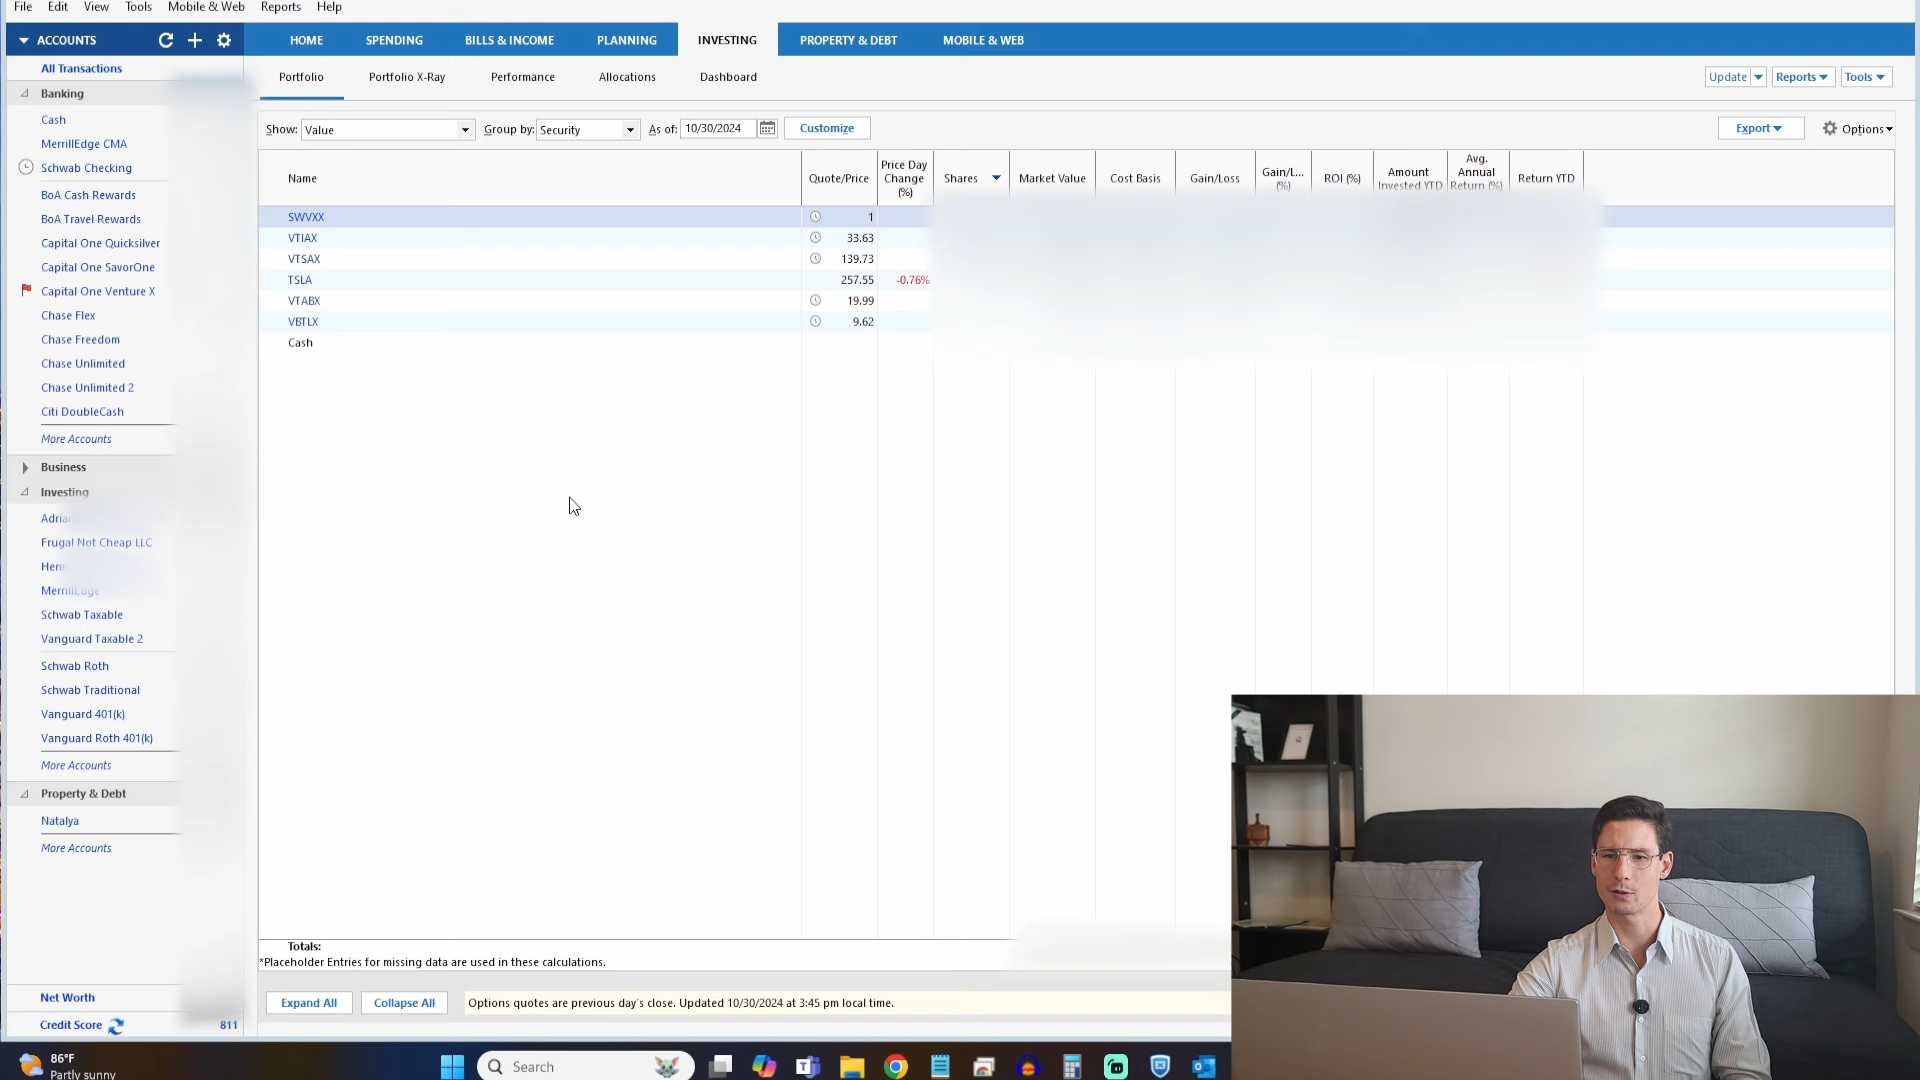 File Edit View Tools Mobile & Web Reports Help
ACCOUNTS
HOME SPENDING BILLS & INCOME PLANNING INVESTING PROPERTY & DEBT MOBILE & WEB
All Transactions
Portfolio Portfolio X-Ray Performance Allocations Dashboard
Update Reports Tools
Banking
Cash
MerrillEdge CMA
Schwab Checking
BoA Cash Rewards
BoA Travel Rewards
Capital One Quicksilver
Capital One SavorOne
Capital One Venture X
Chase Flex
Chase Freedom
Chase Unlimited
Chase Unlimited 2
Citi DoubleCash
More Accounts
Business
Investing
Adria
Frugal Not Cheap LLC
Hen
MerrillEdge
Schwab Taxable
Vanguard Taxable 2
Schwab Roth
Schwab Traditional
Vanguard 401(k)
Vanguard Roth 401(k)
More Accounts
Property & Debt
Natalya
More Accounts
Net Worth
Credit Score 811
Show: Value Group by: Security As of: 10/30/2024 Customize
Export Options
Name Quote/Price Price Day Change (%) Shares Market Value Cost Basis Gain/Loss Gain/L... (%) ROI (%) Amount Invested YTD Avg. Annual Return (%) Return YTD
SWVXX 1
VTIAX 33.63
VTSAX 139.73
TSLA 257.55 -0.76%
VTABX 19.99
VBTLX 9.62
Cash
Totals:
*Placeholder Entries for missing data are used in these calculations.
Expand All Collapse All Options quotes are previous day's close. Updated 10/30/2024 at 3:45 pm local time.
86°F
Partly sunny
Search